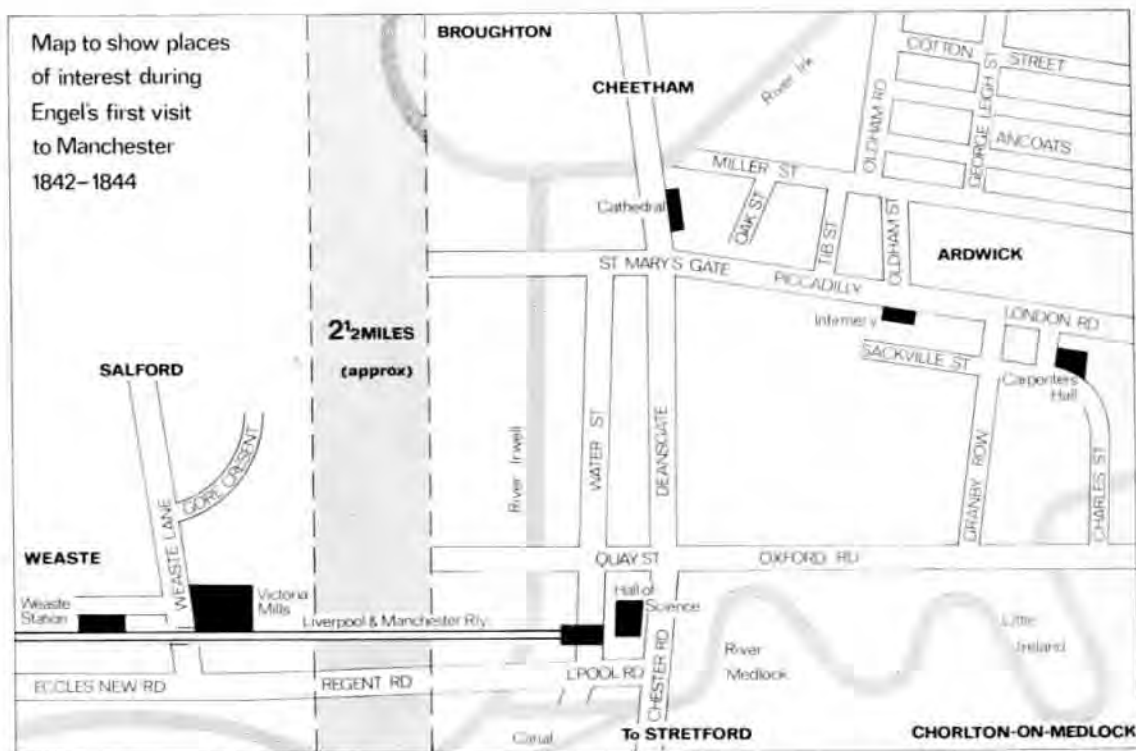 Map to show places
of interest during
Engel's first visit
to Manchester
1842–1844
BROUGHTON
CHEETHAM
River Irk
OLDHAM RD
COTTON STREET
GEORGE LEIGH ST
ANCOATS
MILLER ST
Cathedral
OAK ST
TIB ST
OLDHAM ST
ARDWICK
ST MARY'S GATE
PICCADILLY
LONDON RD
Infirmery
SACKVILLE ST
Carpenters
Hall
2½ MILES
(approx)
SALFORD
GORE CRESENT
WEASTE LANE
River Irwell
WATER ST
DEANSGATE
GRANBY ROW
CHARLES ST
WEASTE
QUAY ST
OXFORD RD
Weaste
Station
Victoria
Mills
Liverpool & Manchester Rly.
Hall of
Science
River
Medlock
Little
Ireland
ECCLES NEW RD
REGENT RD
L'POOL RD
CHESTER RD
Canal
To STRETFORD
CHORLTON-ON-MEDLOCK